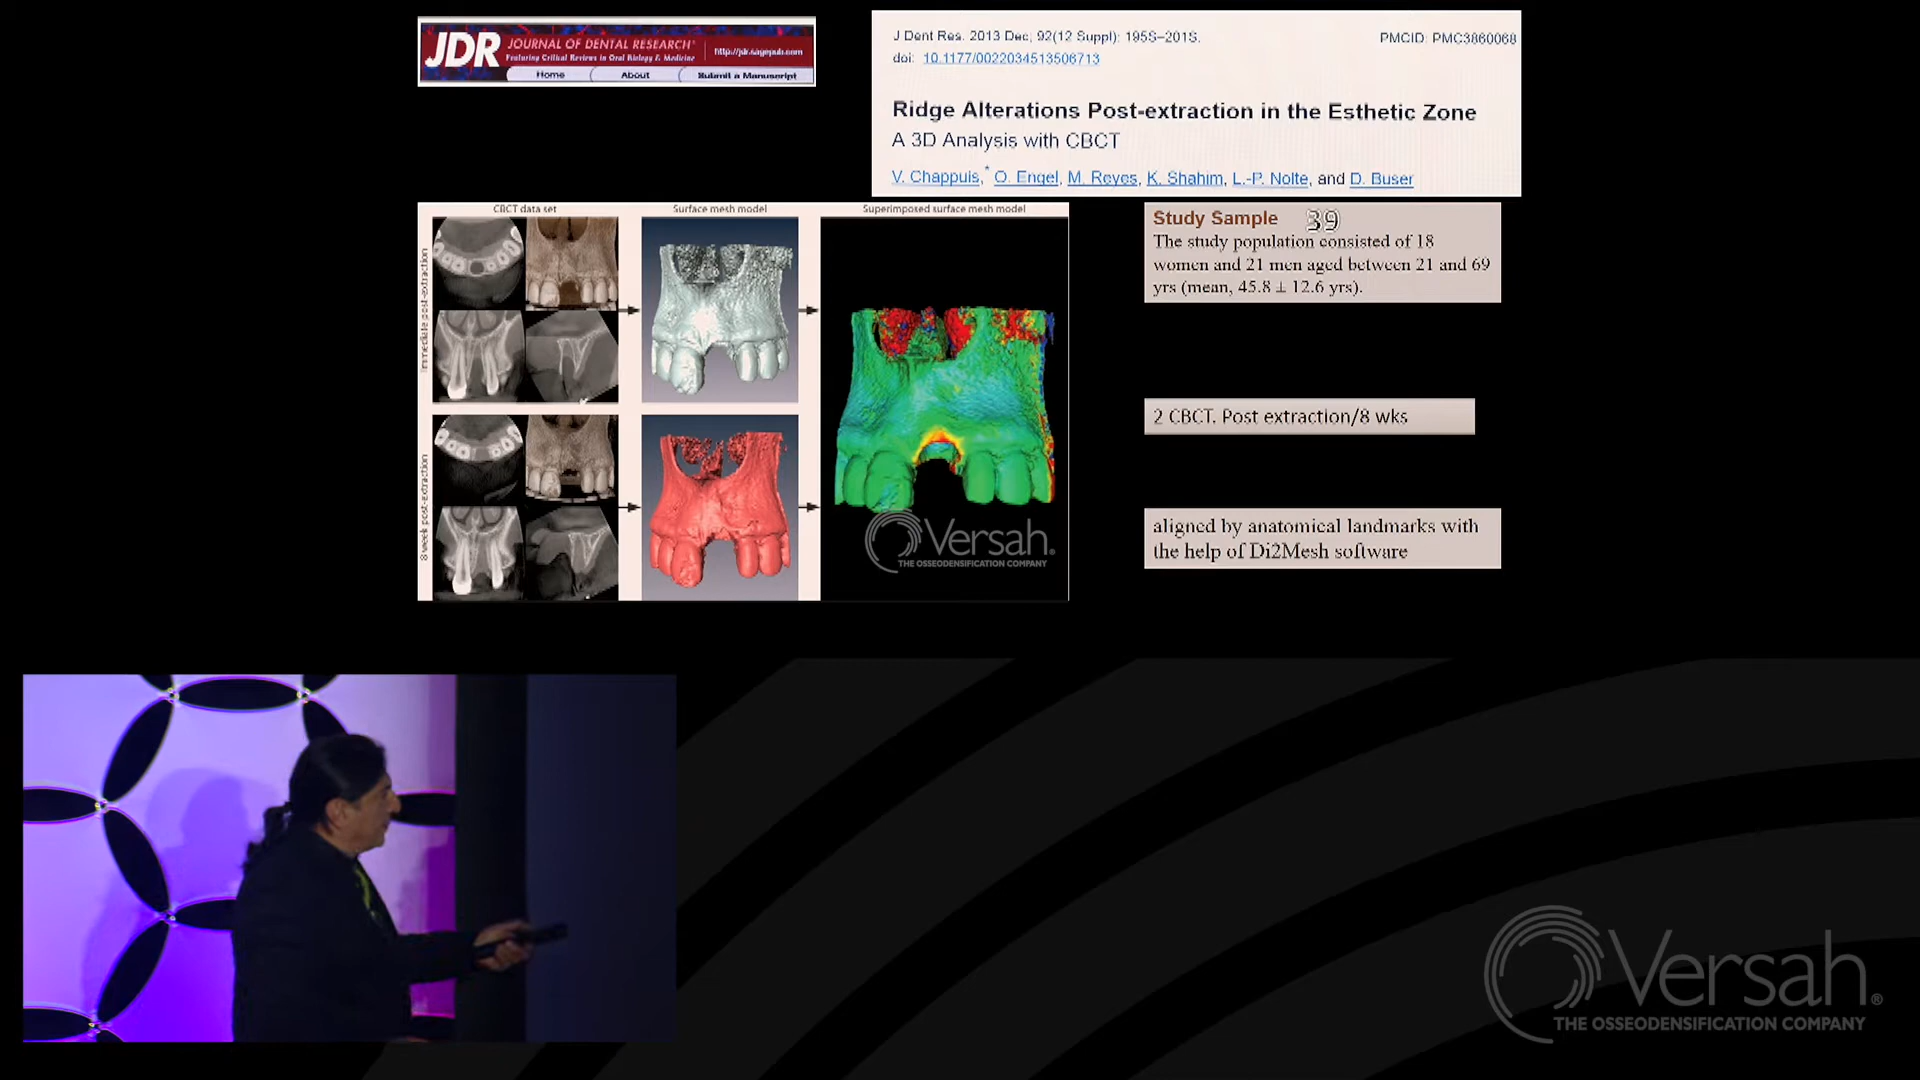 JDR JOURNAL OF DENTAL RESEARCH® http://jdr.sagepub.com
Featuring Critical Reviews in Oral Biology & Medicine
Home About Submit a Manuscript
J Dent Res. 2013 Dec; 92(12 Suppl): 195S–201S. PMCID: PMC3860068
doi: 10.1177/0022034513506713
Ridge Alterations Post-extraction in the Esthetic Zone
A 3D Analysis with CBCT
V. Chappuis,* O. Engel, M. Reyes, K. Shahim, L.-P. Nolte, and D. Buser
CBCT data set Surface mesh model Superimposed surface mesh model
Immediate post-extraction
8 week post-extraction
Versah.
THE OSSEODENSIFICATION COMPANY
Study Sample 39
The study population consisted of 18
women and 21 men aged between 21 and 69
yrs (mean, 45.8 ± 12.6 yrs).
2 CBCT. Post extraction/8 wks
aligned by anatomical landmarks with
the help of Di2Mesh software
Versah®
THE OSSEODENSIFICATION COMPANY